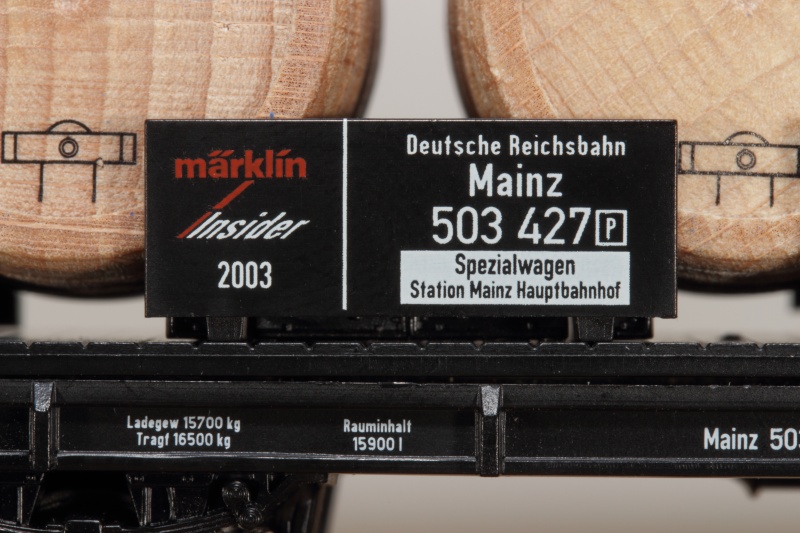 märklin
Insider
2003
Deutsche Reichsbahn
Mainz
503 427 P
Spezialwagen
Station Mainz Hauptbahnhof
Ladegew 15700 kg
Tragf 16500 kg
Rauminhalt
15900 l
Mainz 503